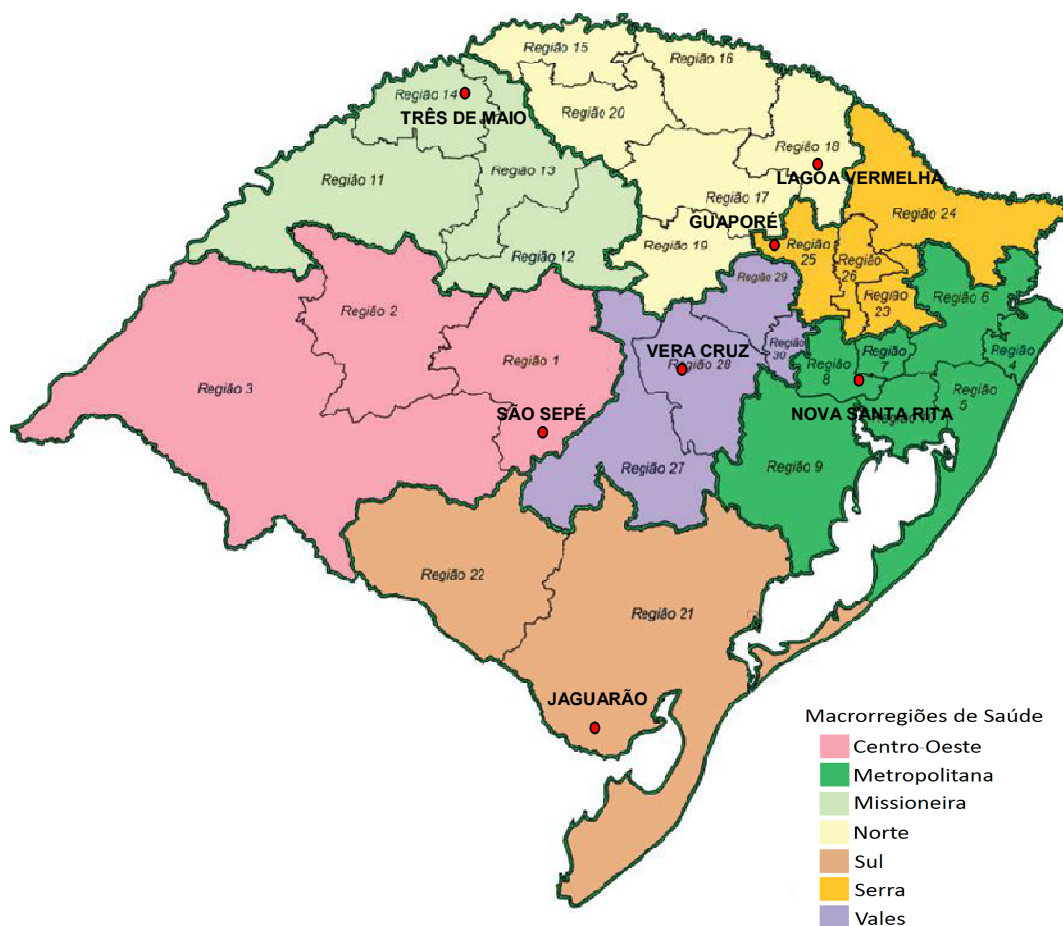 Região 15
Região 16
Região 14
TRÊS DE MAIO
Região 20
Região 18
LAGOA VERMELHA
Região 13
Região 11
Região 17
Região 24
GUAPORÉ
Região 19
Região 25
Região 12
Região 26
Região 29
Região 6
Região 23
Região 2
Região 30
Região 7
Região 4
VERA CRUZ
Região 28
Região 8
Região 1
Região 3
SÃO SEPÉ
NOVA SANTA RITA
Região 5
Região 27
Região 9
Região 22
Região 21
JAGUARÃO
Macrorregiões de Saúde
Centro-Oeste
Metropolitana
Missioneira
Norte
Sul
Serra
Vales